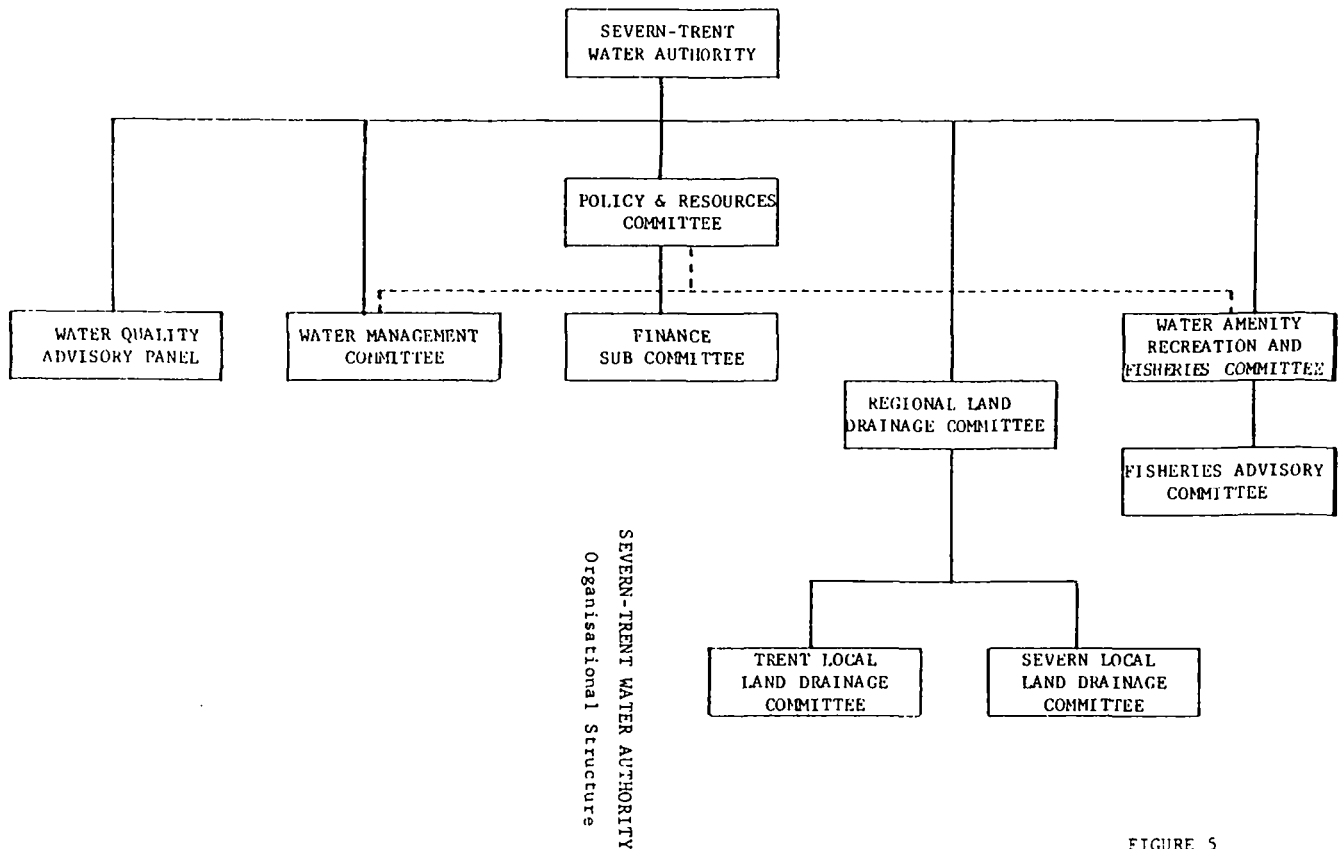 SEVERN-TRENT
WATER AUTHORITY
POLICY & RESOURCES
COMMITTEE
WATER QUALITY
ADVISORY PANEL
WATER MANAGEMENT
COMMITTEE
FINANCE
SUB COMMITTEE
WATER AMENITY
RECREATION AND
FISHERIES COMMITTEE
REGIONAL LAND
DRAINAGE COMMITTEE
FISHERIES ADVISORY
COMMITTEE
TRENT LOCAL
LAND DRAINAGE
COMMITTEE
SEVERN LOCAL
LAND DRAINAGE
COMMITTEE
SEVERN-TRENT WATER AUTHORITY
Organisational Structure
FIGURE 5